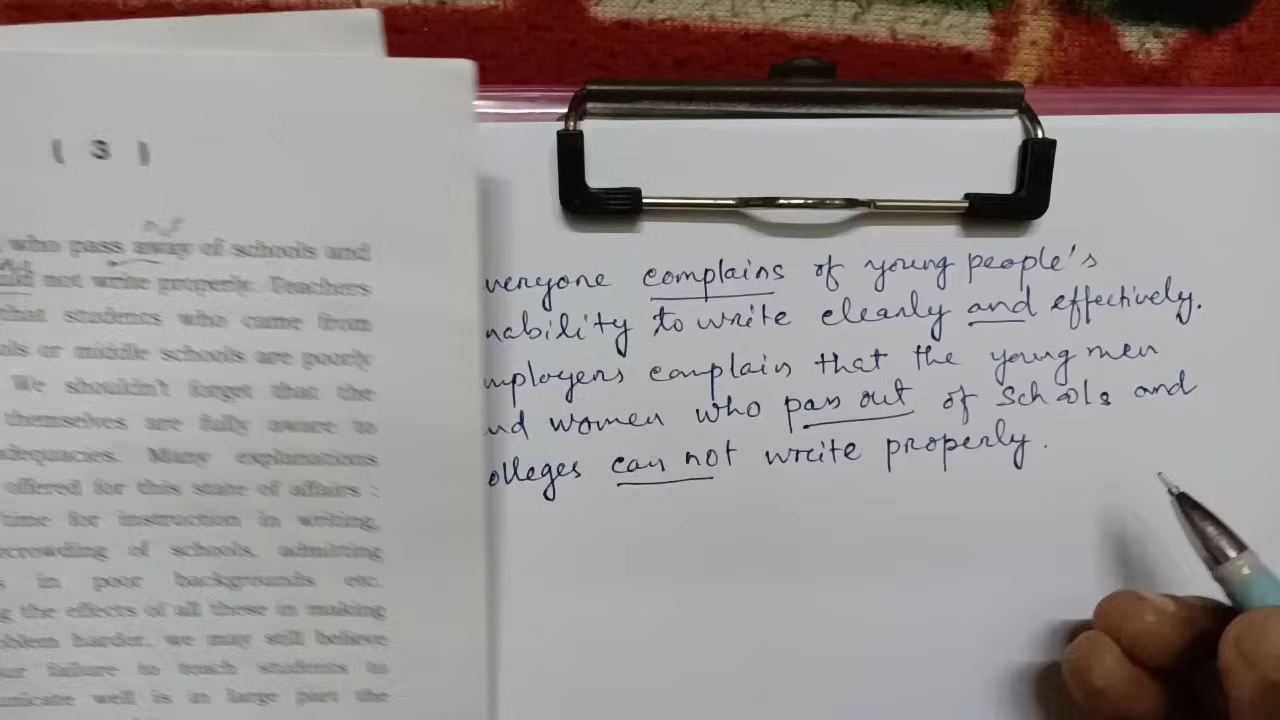 ( 3 )
who pass away of schools and
not write properly. Teachers
that students who came from
or middle schools are poorly
We shouldn't forget that the
themselves are fully aware to
Many explanations
offered for this state of affairs :
time for instruction in writing,
of schools, admitting
in poor backgrounds etc.
the effects of all these in making
harder, we may still believe
failure to teach students to
well is in large part the
veryone complains of young people's
nability to write clearly and effectively.
mployers complain that the young men
nd women who pass out of schools and
olleges can not write properly.